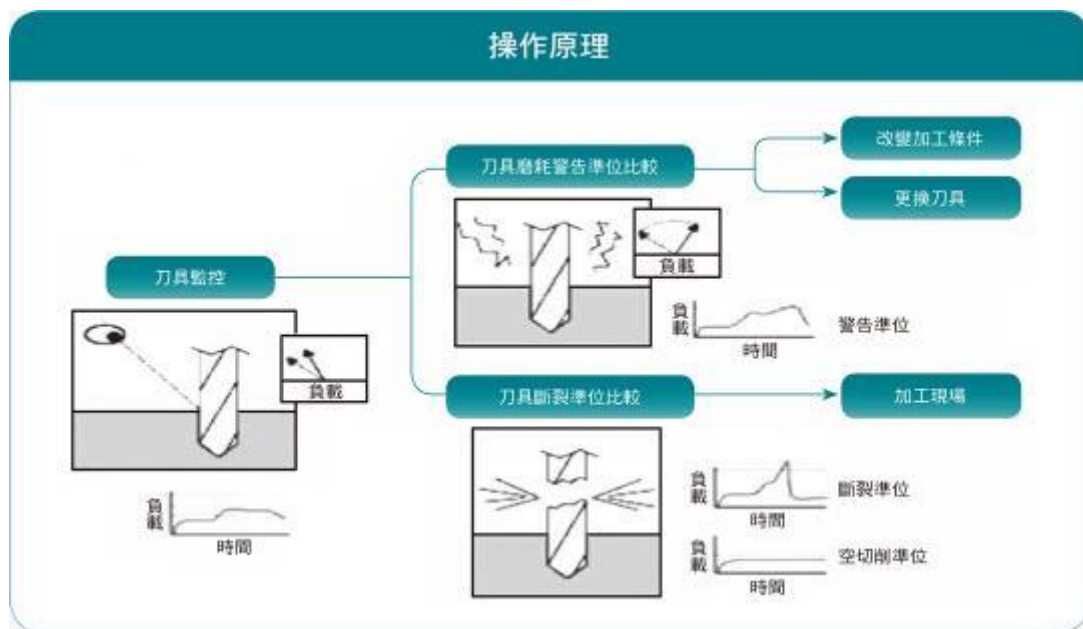 操作原理
刀具監控
負載
負載
時間
刀具磨耗警告準位比較
負載
負載
時間
警告準位
改變加工條件
更換刀具
刀具斷裂準位比較
加工現場
負載
時間
斷裂準位
負載
時間
空切削準位